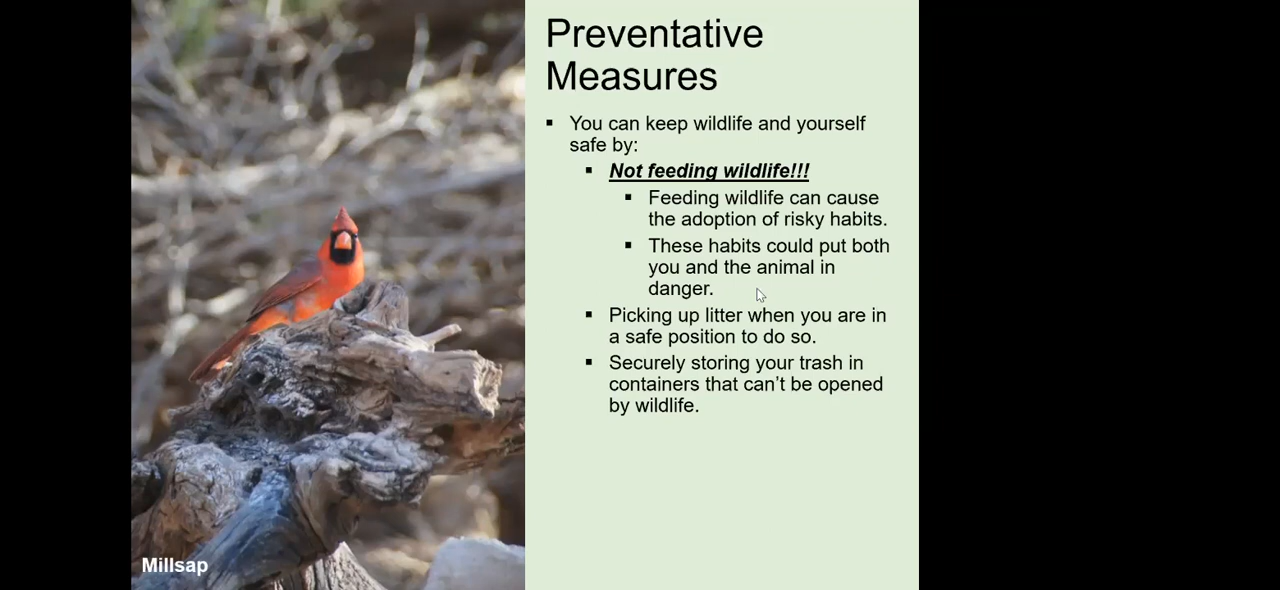 Preventative
Measures
You can keep wildlife and yourself
safe by:
Not feeding wildlife!!!
Feeding wildlife can cause
the adoption of risky habits.
These habits could put both
you and the animal in
danger.
Picking up litter when you are in
a safe position to do so.
Securely storing your trash in
containers that can’t be opened
by wildlife.
Millsap